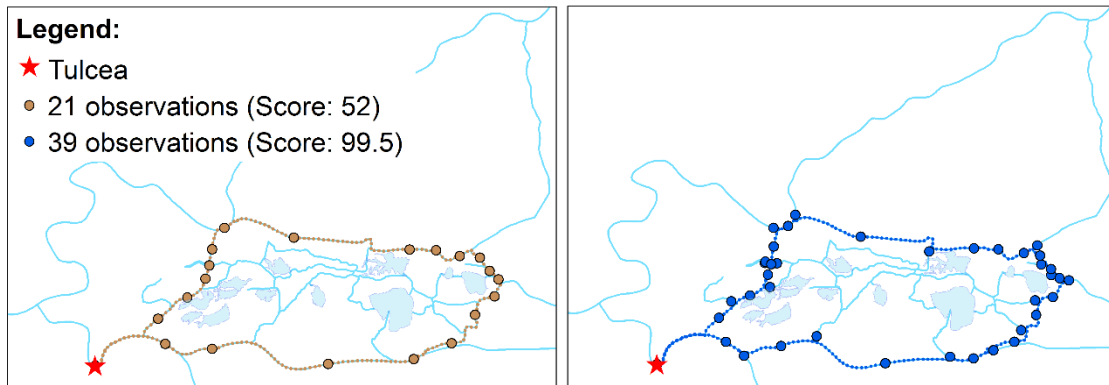 Legend:
Tulcea
21 observations (Score: 52)
39 observations (Score: 99.5)